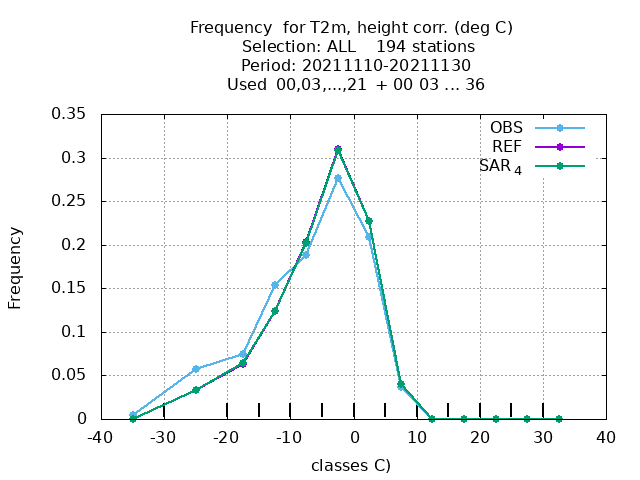 Frequency  for T2m, height corr. (deg C)
Selection: ALL    194 stations
Period: 20211110-20211130
Used  00,03,...,21  + 00 03 ... 36
0.35
0.3
0.25
0.2
0.15
0.1
0.05
0
Frequency
OBS
REF
SAR 4
-40 -30 -20 -10 0 10 20 30 40
classes C)